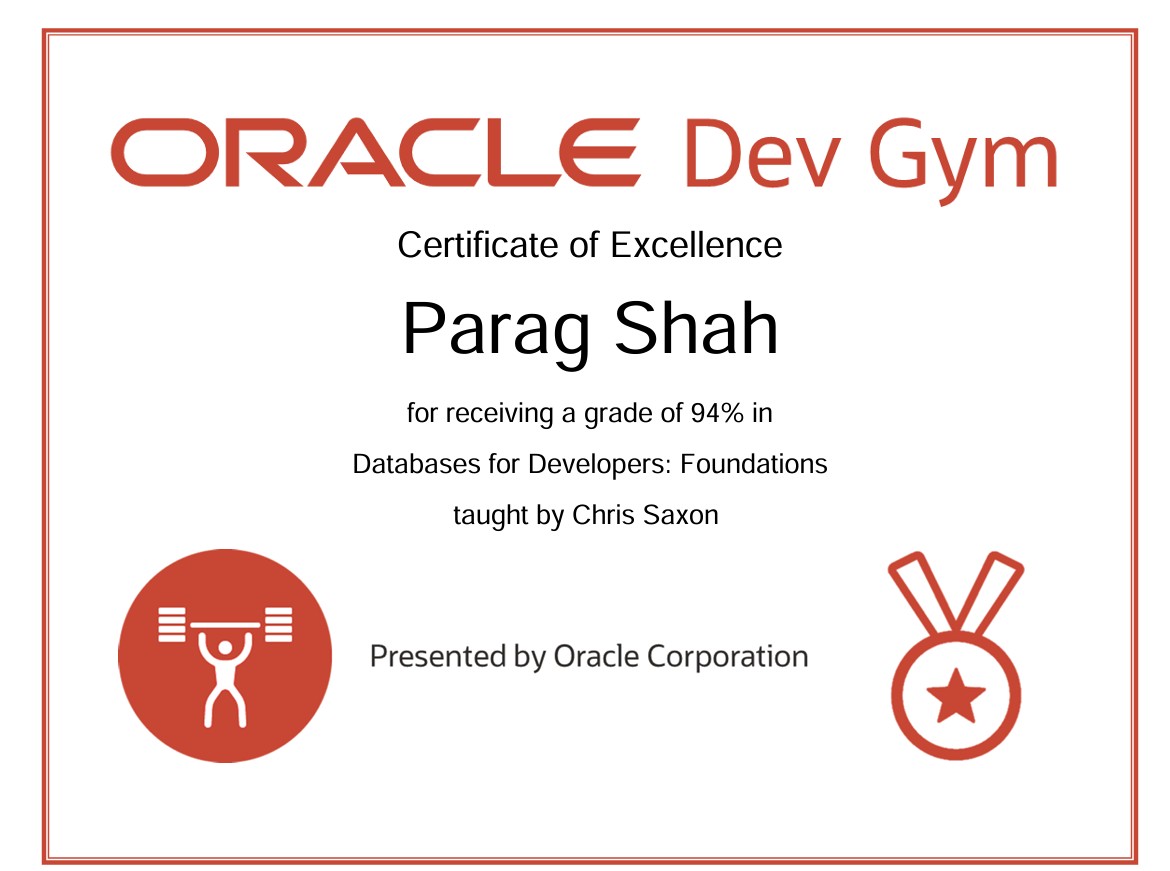 ORACLE Dev Gym
Certificate of Excellence
Parag Shah
for receiving a grade of 94% in
Databases for Developers: Foundations
taught by Chris Saxon
Presented by Oracle Corporation